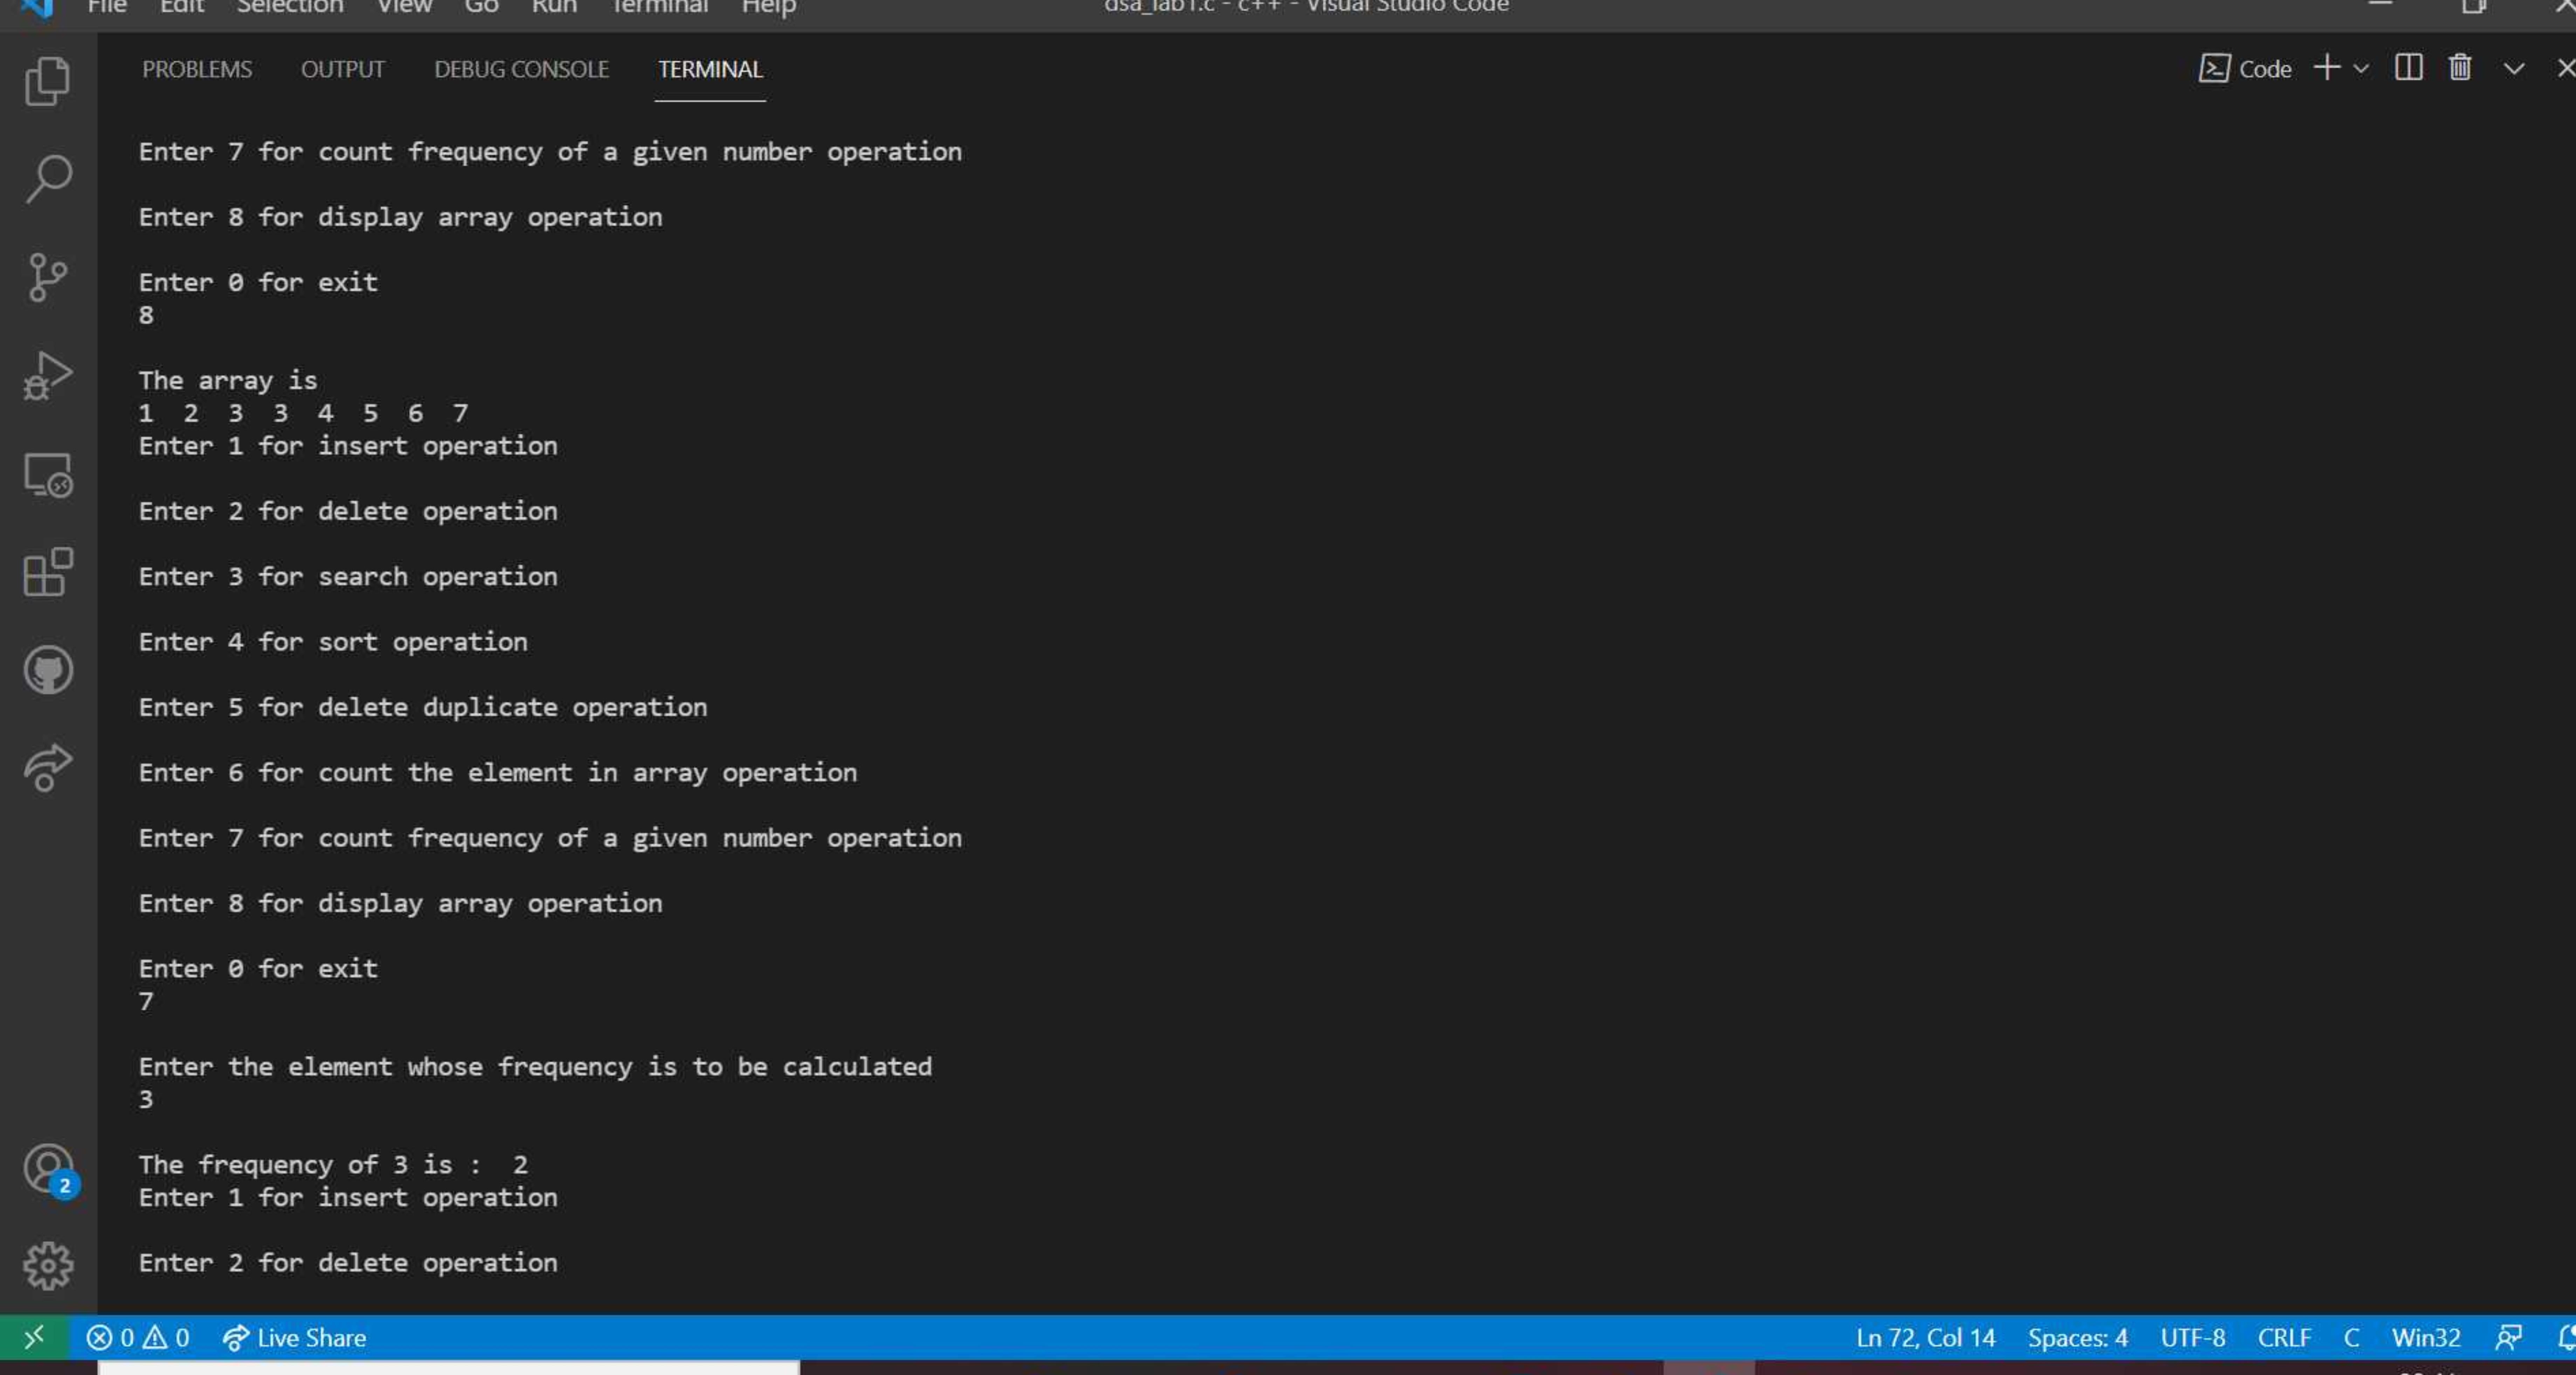 File Edit Selection View Go Run Terminal Help dsa_lab1.c - c++ - Visual Studio Code
PROBLEMS OUTPUT DEBUG CONSOLE TERMINAL Code
Enter 7 for count frequency of a given number operation
Enter 8 for display array operation
Enter 0 for exit
8
The array is
1 2 3 3 4 5 6 7
Enter 1 for insert operation
Enter 2 for delete operation
Enter 3 for search operation
Enter 4 for sort operation
Enter 5 for delete duplicate operation
Enter 6 for count the element in array operation
Enter 7 for count frequency of a given number operation
Enter 8 for display array operation
Enter 0 for exit
7
Enter the element whose frequency is to be calculated
3
The frequency of 3 is : 2
Enter 1 for insert operation
Enter 2 for delete operation
2
0 0 Live Share Ln 72, Col 14 Spaces: 4 UTF-8 CRLF C Win32